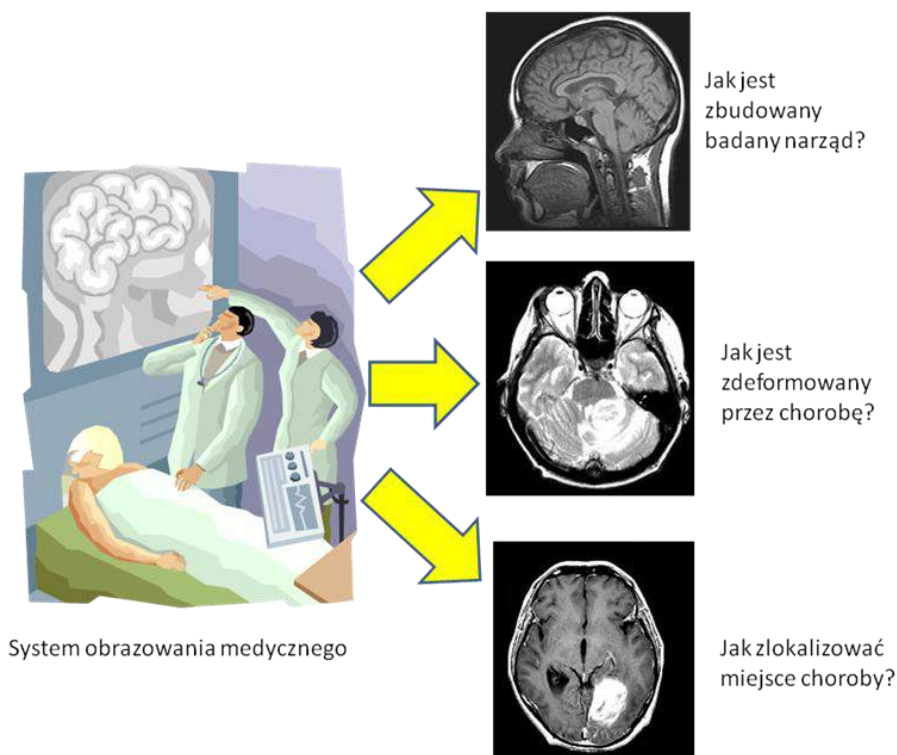 Jak jest
zbudowany
badany narząd?
Jak jest
zdeformowany
przez chorobę?
System obrazowania medycznego
Jak zlokalizować
miejsce choroby?